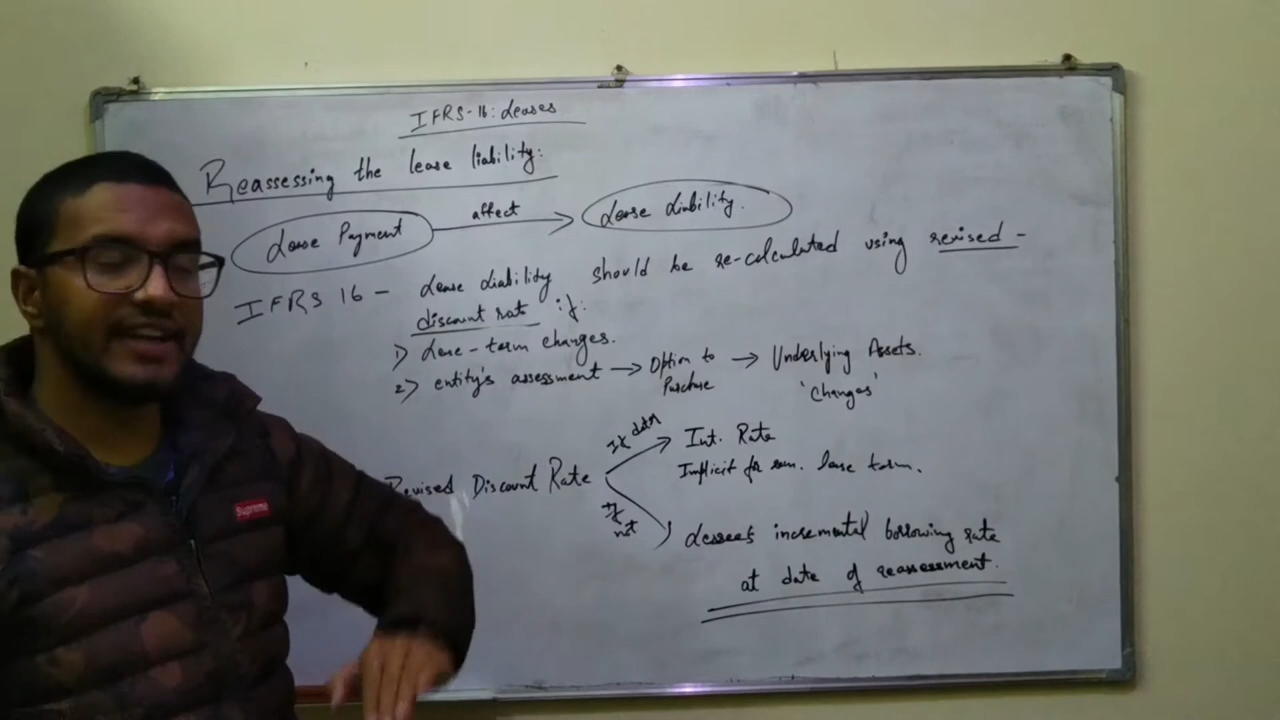 IFRS-16: Leases
Reassessing the lease liability:
Lease Payment affect Lease Liability.
IFRS 16 - Lease Liability should be re-calculated using revised -
discount rate if:
1) Lease-term changes.
2) entity's assessment → Option to Purchase → Underlying Assets.
'Changes'
If detn Int. Rate
Implicit for rem. lease term.
Revised Discount Rate
If not
Lessee's incremental borrowing rate
at date of reassessment.
Supreme